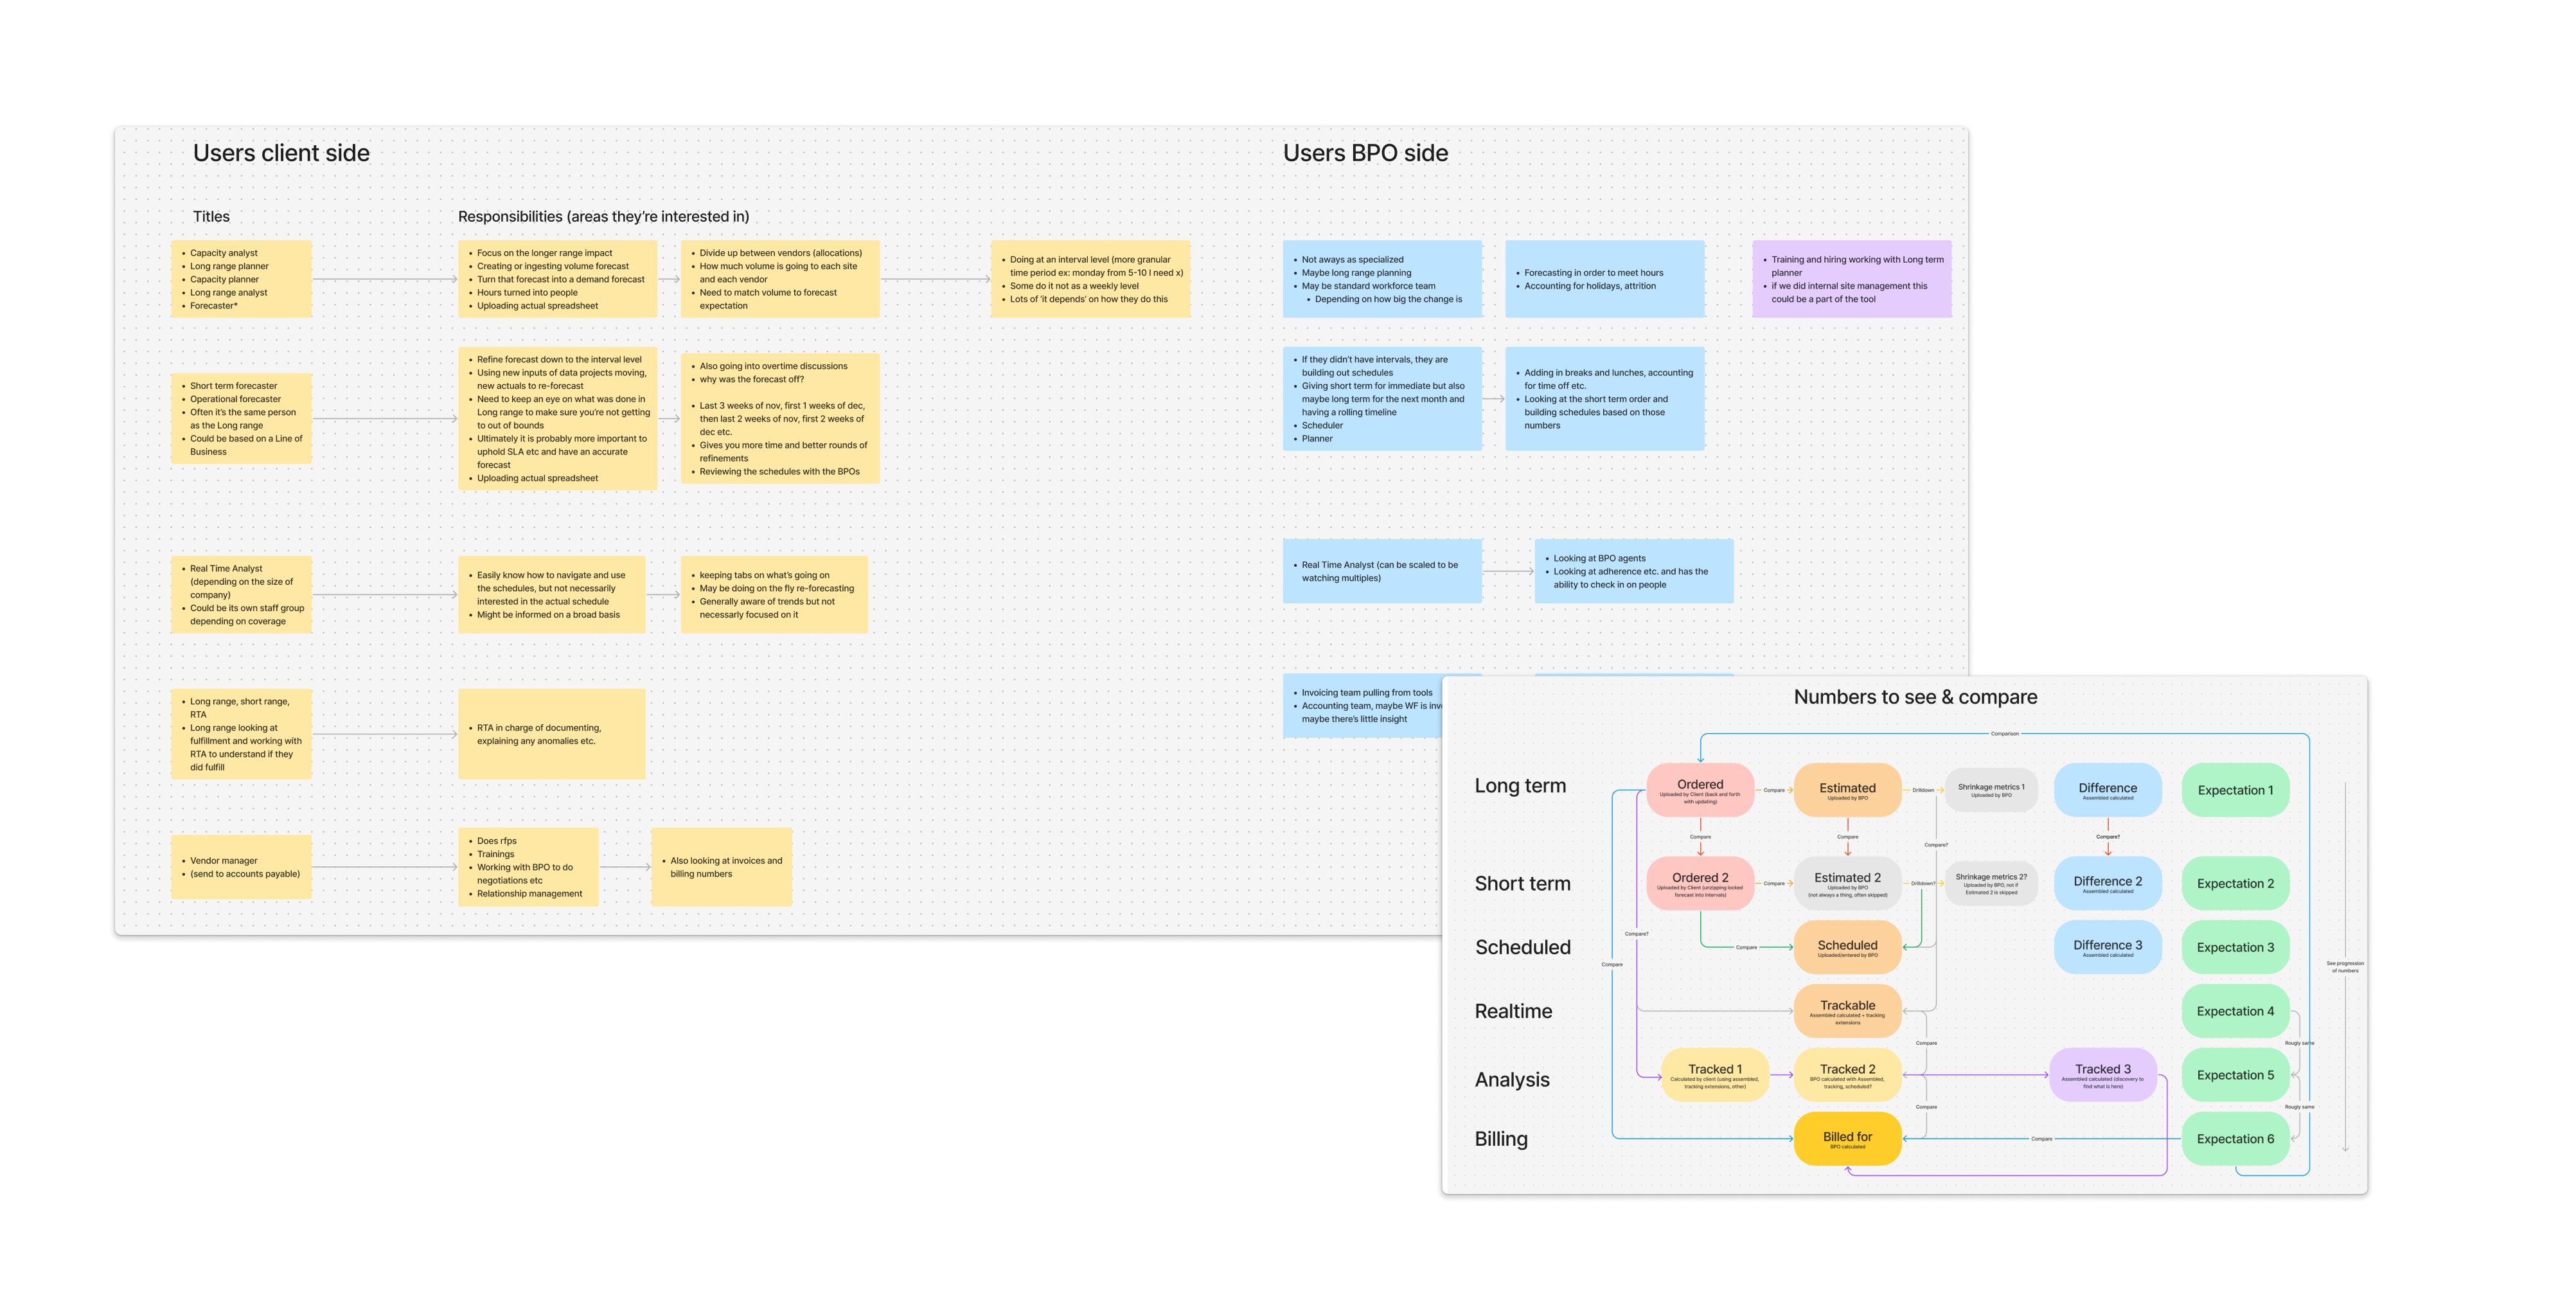 Users client side
Users BPO side
Titles
Responsibilities (areas they're interested in)
• Capacity analyst
• Long range planner
• Capacity planner
• Long range analyst
• Forecaster*
• Focus on the longer range impact
• Creating or ingesting volume forecast
• Turn that forecast into a demand forecast
• Hours turned into people
• Uploading actual spreadsheet
• Divide up between vendors (allocations)
• How much volume is going to each site
and each vendor
• Need to match volume to forecast
expectation
• Doing at an interval level (more granular
time period ex: monday from 5-10 I need x)
• Some do it not as a weekly level
• Lots of 'it depends' on how they do this
• Not aways as specialized
• Maybe long range planning
• May be standard workforce team
• Depending on how big the change is
• Forecasting in order to meet hours
• Accounting for holidays, attrition
• Training and hiring working with Long term
planner
• if we did internal site management this
could be a part of the tool
• Short term forecaster
• Operational forecaster
• Often it's the same person
as the Long range
• Could be based on a Line of
Business
• Refine forecast down to the interval level
• Using new inputs of data projects moving,
new actuals to re-forecast
• Need to keep an eye on what was done in
Long range to make sure you're not getting
to out of bounds
• Ultimately it is probably more important to
uphold SLA etc and have an accurate
forecast
• Uploading actual spreadsheet
• Also going into overtime discussions
• why was the forecast off?
• Last 3 weeks of nov, first 1 weeks of dec,
then last 2 weeks of nov, first 2 weeks of
dec etc.
• Gives you more time and better rounds of
refinements
• Reviewing the schedules with the BPOs
• If they didn't have intervals, they are
building out schedules
• Giving short term for immediate but also
maybe long term for the next month and
having a rolling timeline
• Scheduler
• Planner
• Adding in breaks and lunches, accounting
for time off etc.
• Looking at the short term order and
building schedules based on those
numbers
• Real Time Analyst
(depending on the size of
company)
• Could be its own staff group
depending on coverage
• Easily know how to navigate and use
the schedules, but not necessarily
interested in the actual schedule
• Might be informed on a broad basis
• keeping tabs on what's going on
• May be doing on the fly re-forecasting
• Generally aware of trends but not
necessarly focused on it
• Real Time Analyst (can be scaled to be
watching multiples)
• Looking at BPO agents
• Looking at adherence etc. and has the
ability to check in on people
• Long range, short range,
RTA
• Long range looking at
fulfillment and working with
RTA to understand if they
did fulfill
• RTA in charge of documenting,
explaining any anomalies etc.
• Invoicing team pulling from tools
• Accounting team, maybe WF is inv
maybe there's little insight
• Vendor manager
• (send to accounts payable)
• Does rfps
• Trainings
• Working with BPO to do
negotiations etc
• Relationship management
• Also looking at invoices and
billing numbers
Numbers to see & compare
Comparison
Long term
Ordered
Uploaded by Client (back and forth
with updating)
Compare
Estimated
Uploaded by BPO
Drilldown
Shrinkage metrics 1
Uploaded by BPO
Difference
Assembled calculated
Expectation 1
Compare
Compare
Compare?
Compare?
Short term
Ordered 2
Uploaded by Client (unzipping locked
forecast into intervals)
Compare
Estimated 2
Uploaded by BPO
(not always a thing, often skipped)
Drilldown?
Shrinkage metrics 2?
Uploaded by BPO, not if
Estimated 2 is skipped
Difference 2
Assembled calculated
Expectation 2
Compare?
Scheduled
Compare
Scheduled
Uploaded/entered by BPO
Difference 3
Assembled calculated
Expectation 3
Compare
See progression
of numbers
Realtime
Trackable
Assembled calculated + tracking
extensions
Expectation 4
Compare
Rougly same
Analysis
Tracked 1
Calculated by client (using assembled,
tracking extensions, other)
Tracked 2
BPO calculated with Assembled,
tracking, scheduled?
Tracked 3
Assembled calculated (discovery to
find what is here)
Expectation 5
Compare
Rougly same
Billing
Billed for
BPO calculated
Compare
Expectation 6